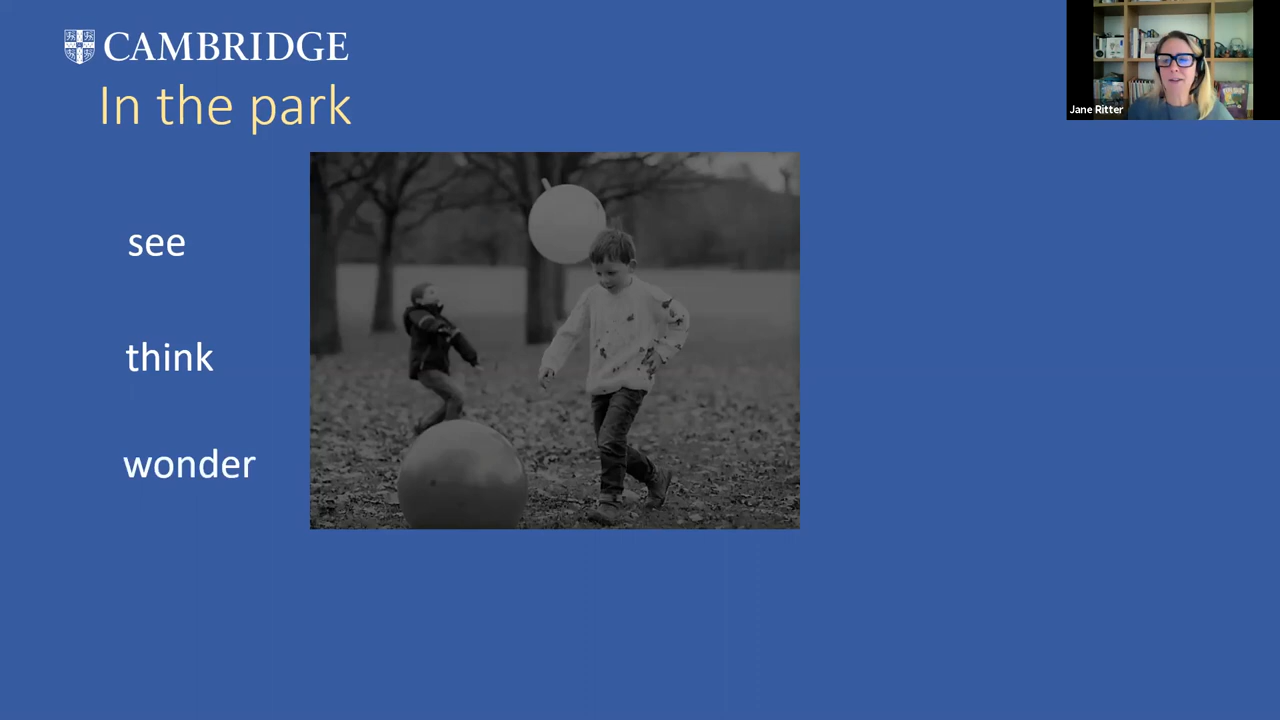 CAMBRIDGE
In the park
see
think
wonder
Jane Ritter